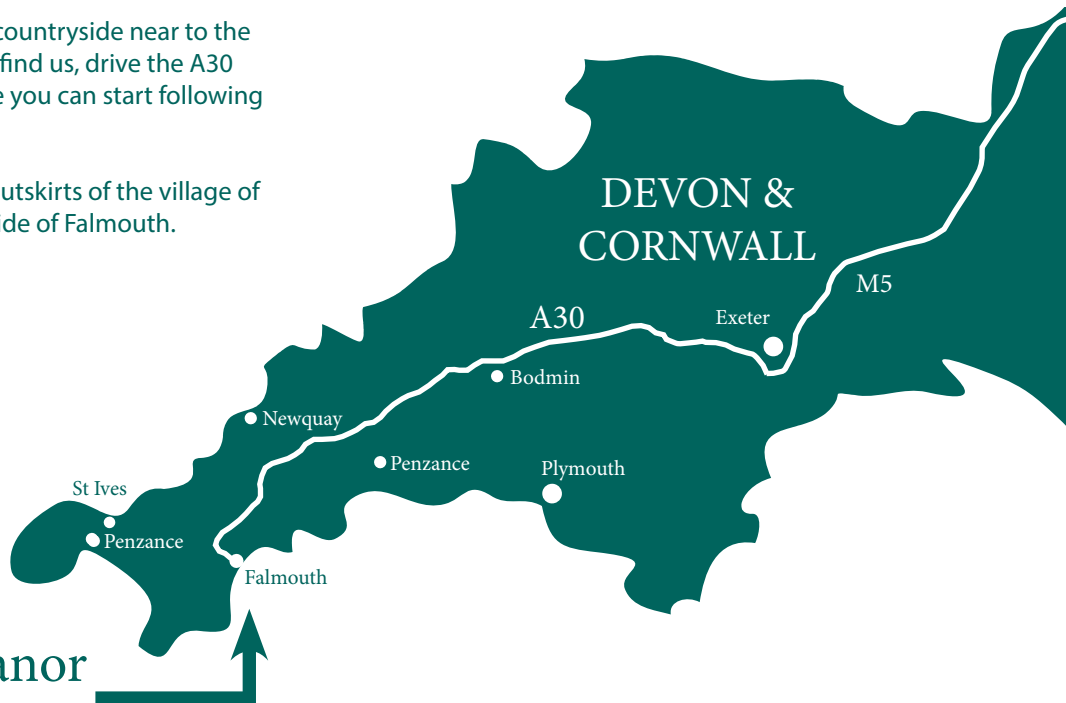 countryside near to the
find us, drive the A30
you can start following
utskirts of the village of
ide of Falmouth.
DEVON &
CORNWALL
M5
A30
Exeter
Bodmin
Newquay
Penzance
Plymouth
St Ives
Penzance
Falmouth
anor